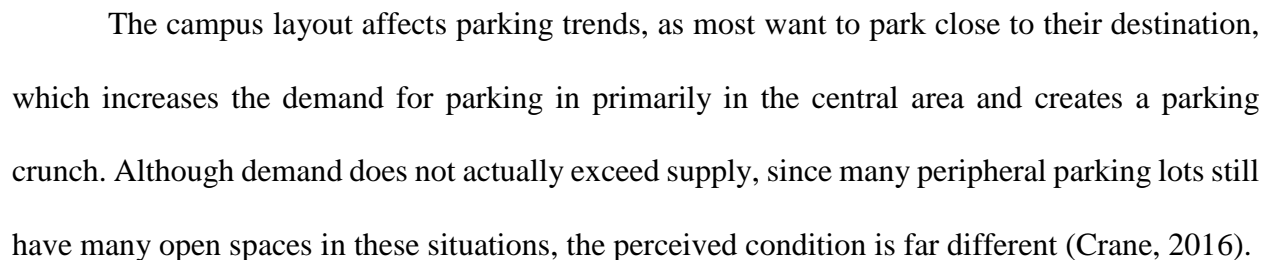 The campus layout affects parking trends, as most want to park close to their destination,
which increases the demand for parking in primarily in the central area and creates a parking
crunch. Although demand does not actually exceed supply, since many peripheral parking lots still
have many open spaces in these situations, the perceived condition is far different (Crane, 2016).